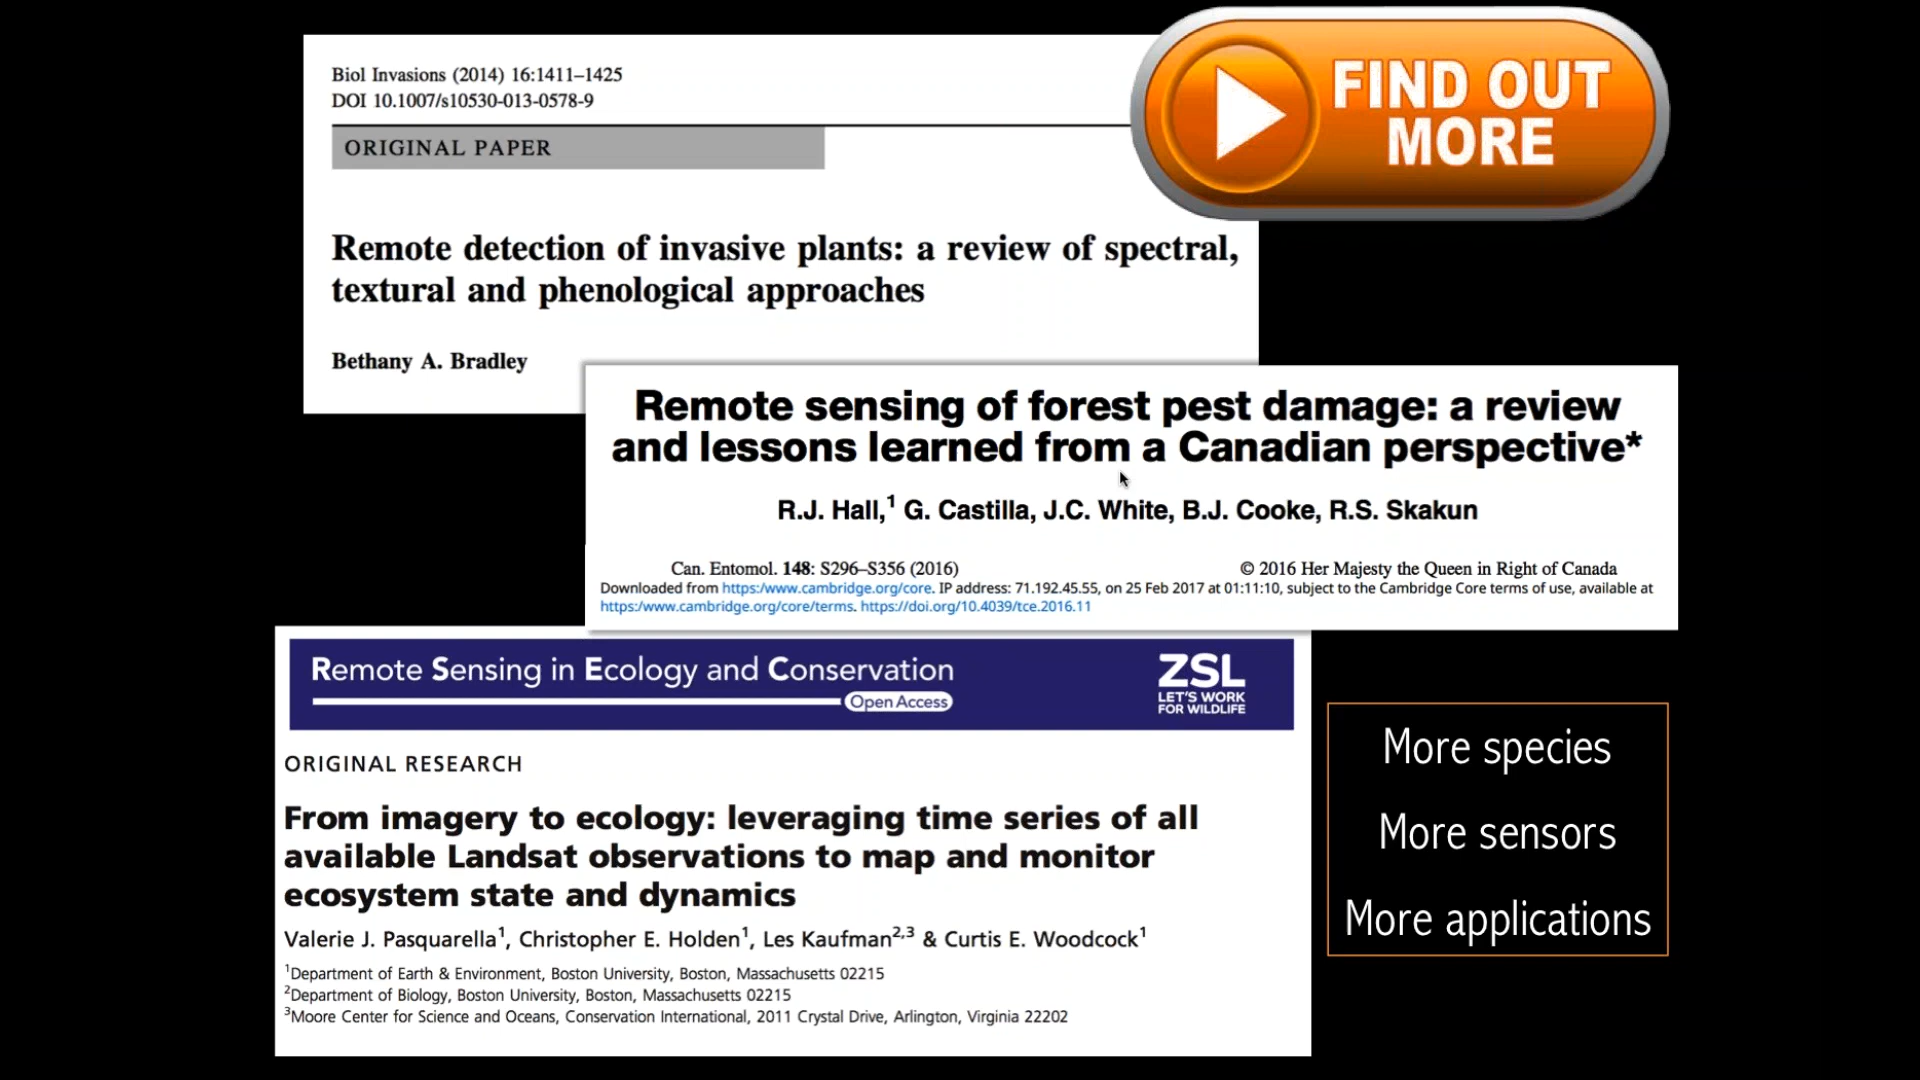 Biol Invasions (2014) 16:1411–1425
DOI 10.1007/s10530-013-0578-9
ORIGINAL PAPER
FIND OUT
MORE
Remote detection of invasive plants: a review of spectral,
textural and phenological approaches
Bethany A. Bradley
Remote sensing of forest pest damage: a review
and lessons learned from a Canadian perspective*
R.J. Hall,1 G. Castilla, J.C. White, B.J. Cooke, R.S. Skakun
Can. Entomol. 148: S296–S356 (2016) © 2016 Her Majesty the Queen in Right of Canada
Downloaded from https:/www.cambridge.org/core. IP address: 71.192.45.55, on 25 Feb 2017 at 01:11:10, subject to the Cambridge Core terms of use, available at
https:/www.cambridge.org/core/terms. https://doi.org/10.4039/tce.2016.11
Remote Sensing in Ecology and Conservation
Open Access
ZSL
LET'S WORK
FOR WILDLIFE
ORIGINAL RESEARCH
From imagery to ecology: leveraging time series of all
available Landsat observations to map and monitor
ecosystem state and dynamics
Valerie J. Pasquarella1, Christopher E. Holden1, Les Kaufman2,3 & Curtis E. Woodcock1
1Department of Earth & Environment, Boston University, Boston, Massachusetts 02215
2Department of Biology, Boston University, Boston, Massachusetts 02215
3Moore Center for Science and Oceans, Conservation International, 2011 Crystal Drive, Arlington, Virginia 22202
More species
More sensors
More applications